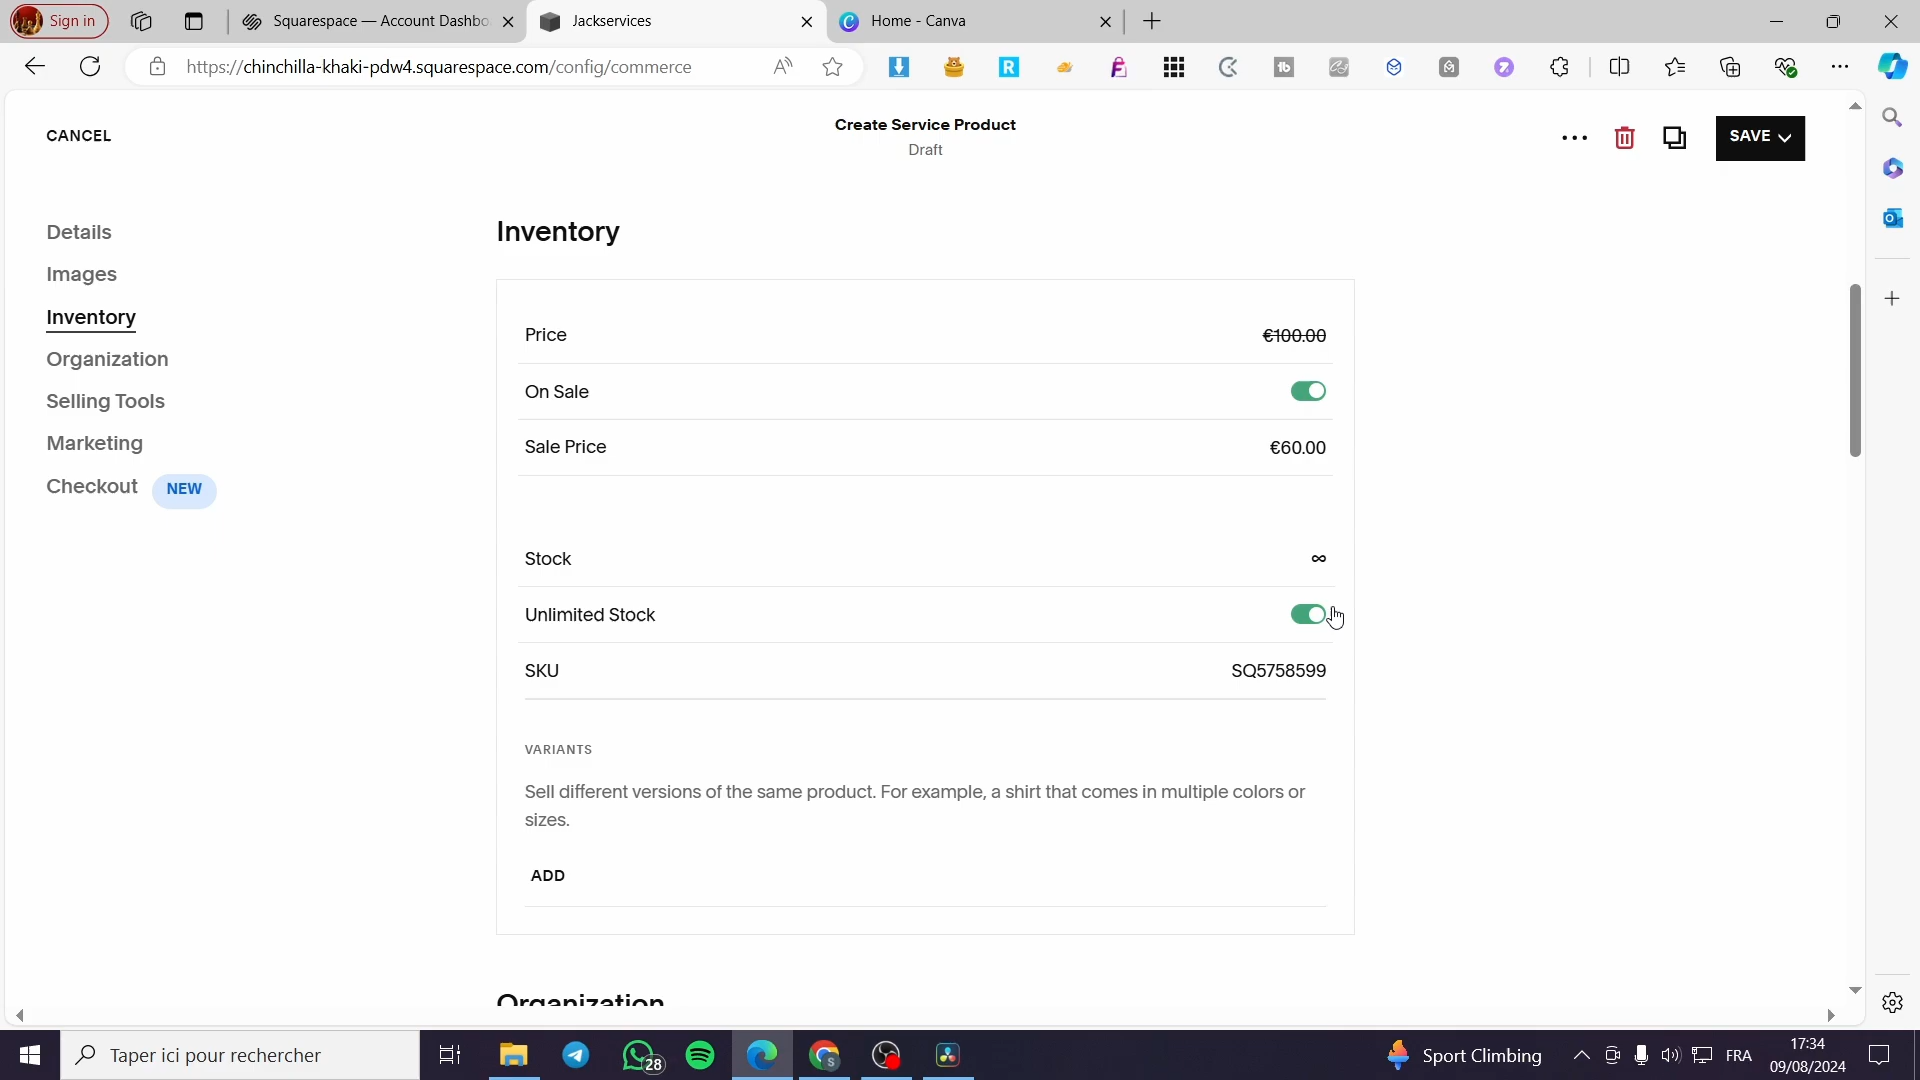 Sign in
Squarespace — Account Dashbo
Jackservices
Home - Canva
https://chinchilla-khaki-pdw4.squarespace.com/config/commerce
CANCEL
Create Service Product
Draft
SAVE
Details
Images
Inventory
Organization
Selling Tools
Marketing
Checkout NEW
Inventory
Price €100.00
On Sale
Sale Price €60.00
Stock ∞
Unlimited Stock
SKU SQ5758599
VARIANTS
Sell different versions of the same product. For example, a shirt that comes in multiple colors or
sizes.
ADD
Organization
Taper ici pour rechercher
28
Sport Climbing
FRA
17:34
09/08/2024